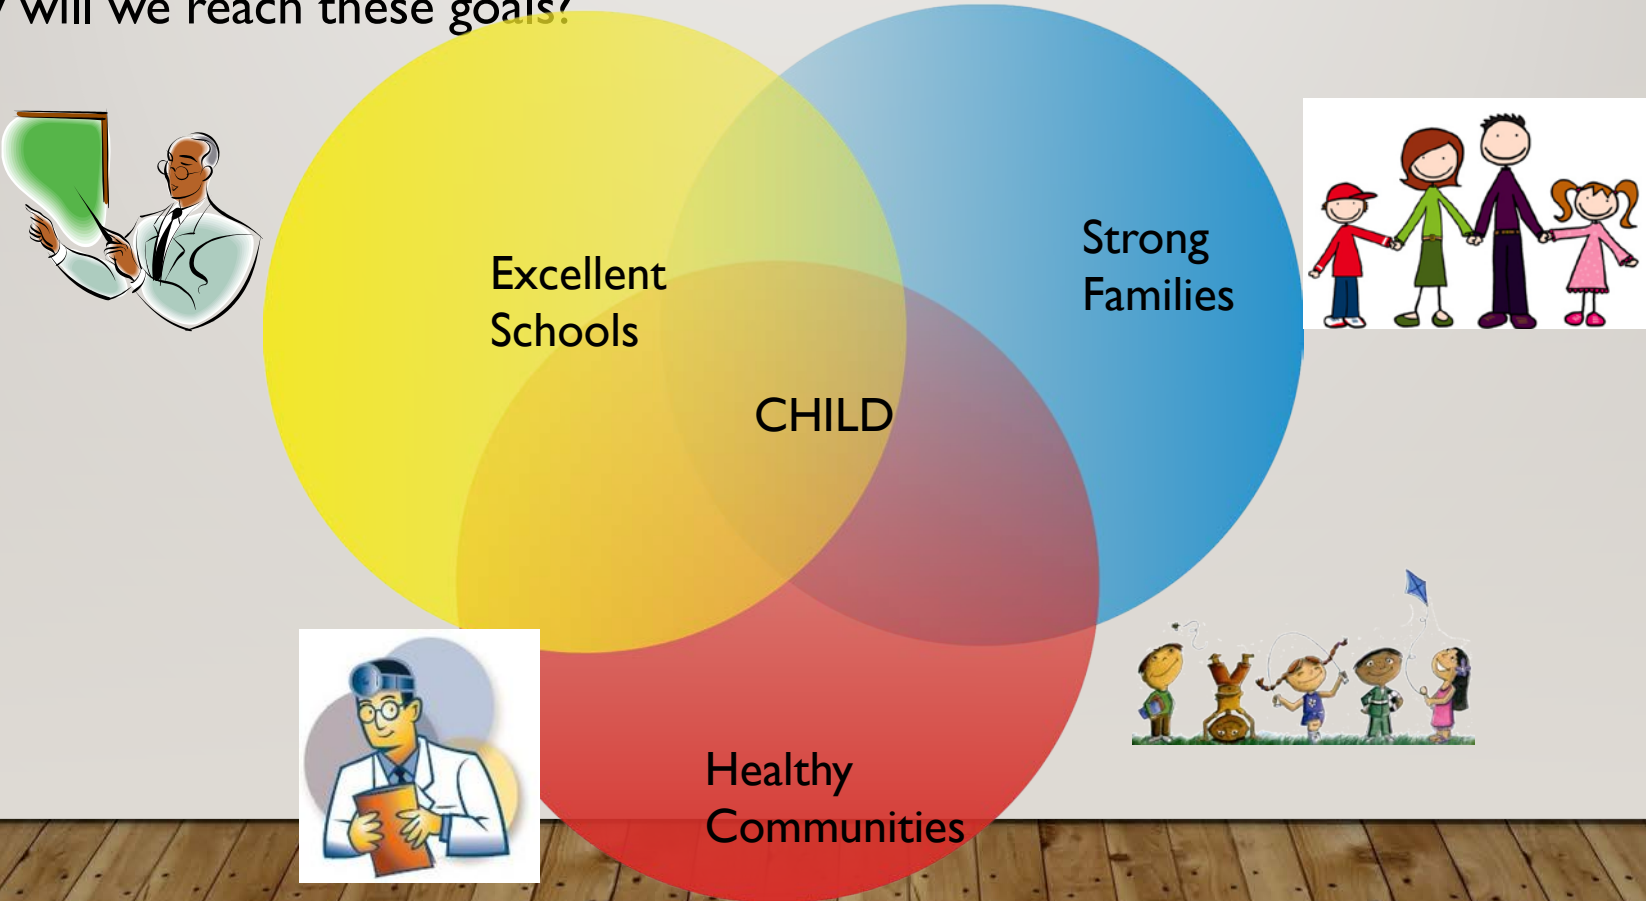 will we reach these goals?
Excellent
Schools
Strong
Families
CHILD
Healthy
Communities